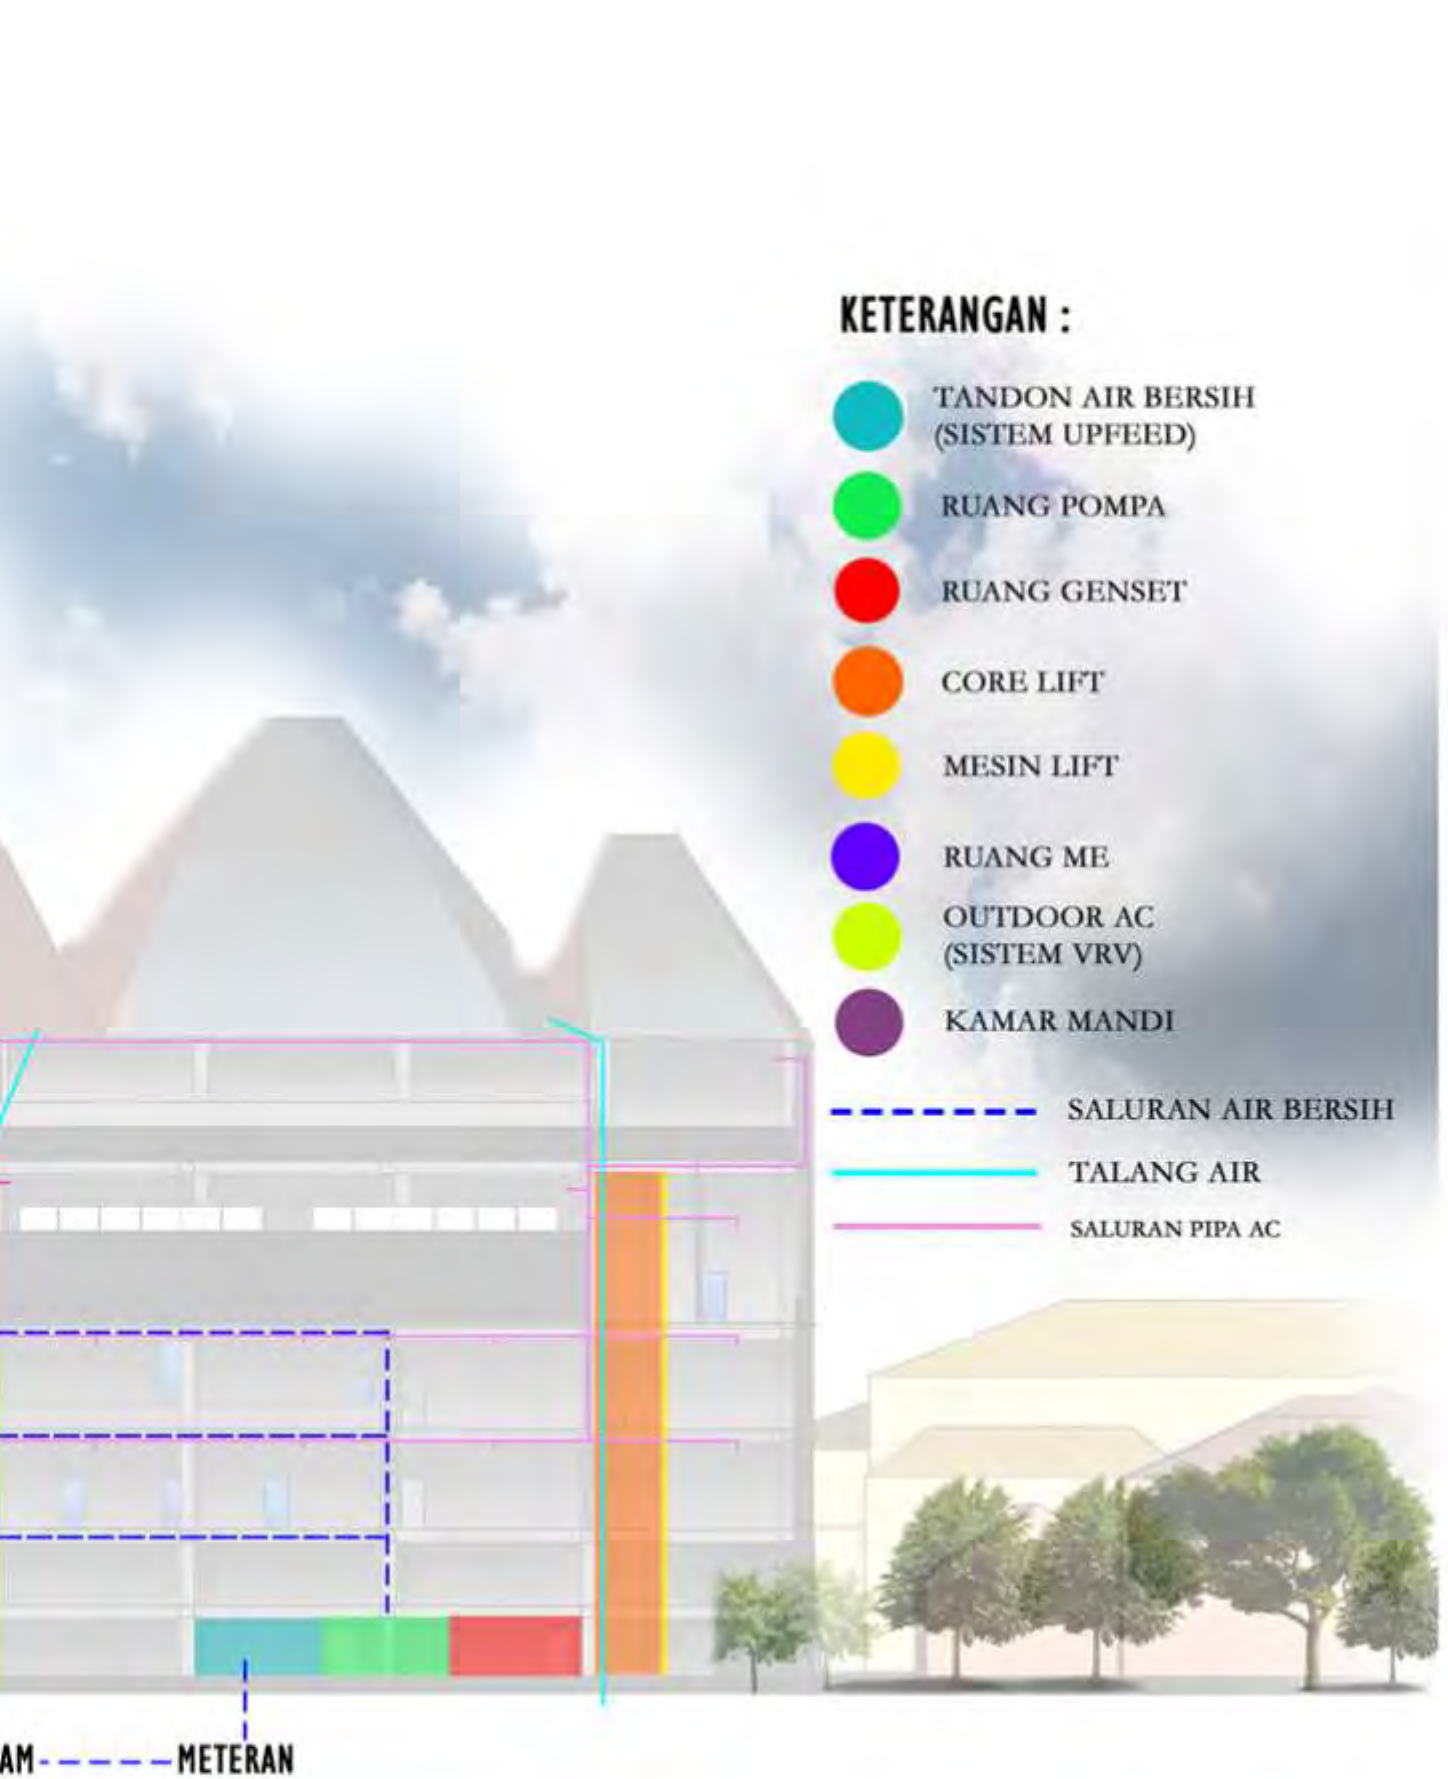 KETERANGAN :
TANDON AIR BERSIH
(SISTEM UPFEED)
RUANG POMPA
RUANG GENSET
CORE LIFT
MESIN LIFT
RUANG ME
OUTDOOR AC
(SISTEM VRV)
KAMAR MANDI
SALURAN AIR BERSIH
TALANG AIR
SALURAN PIPA AC
AM METERAN